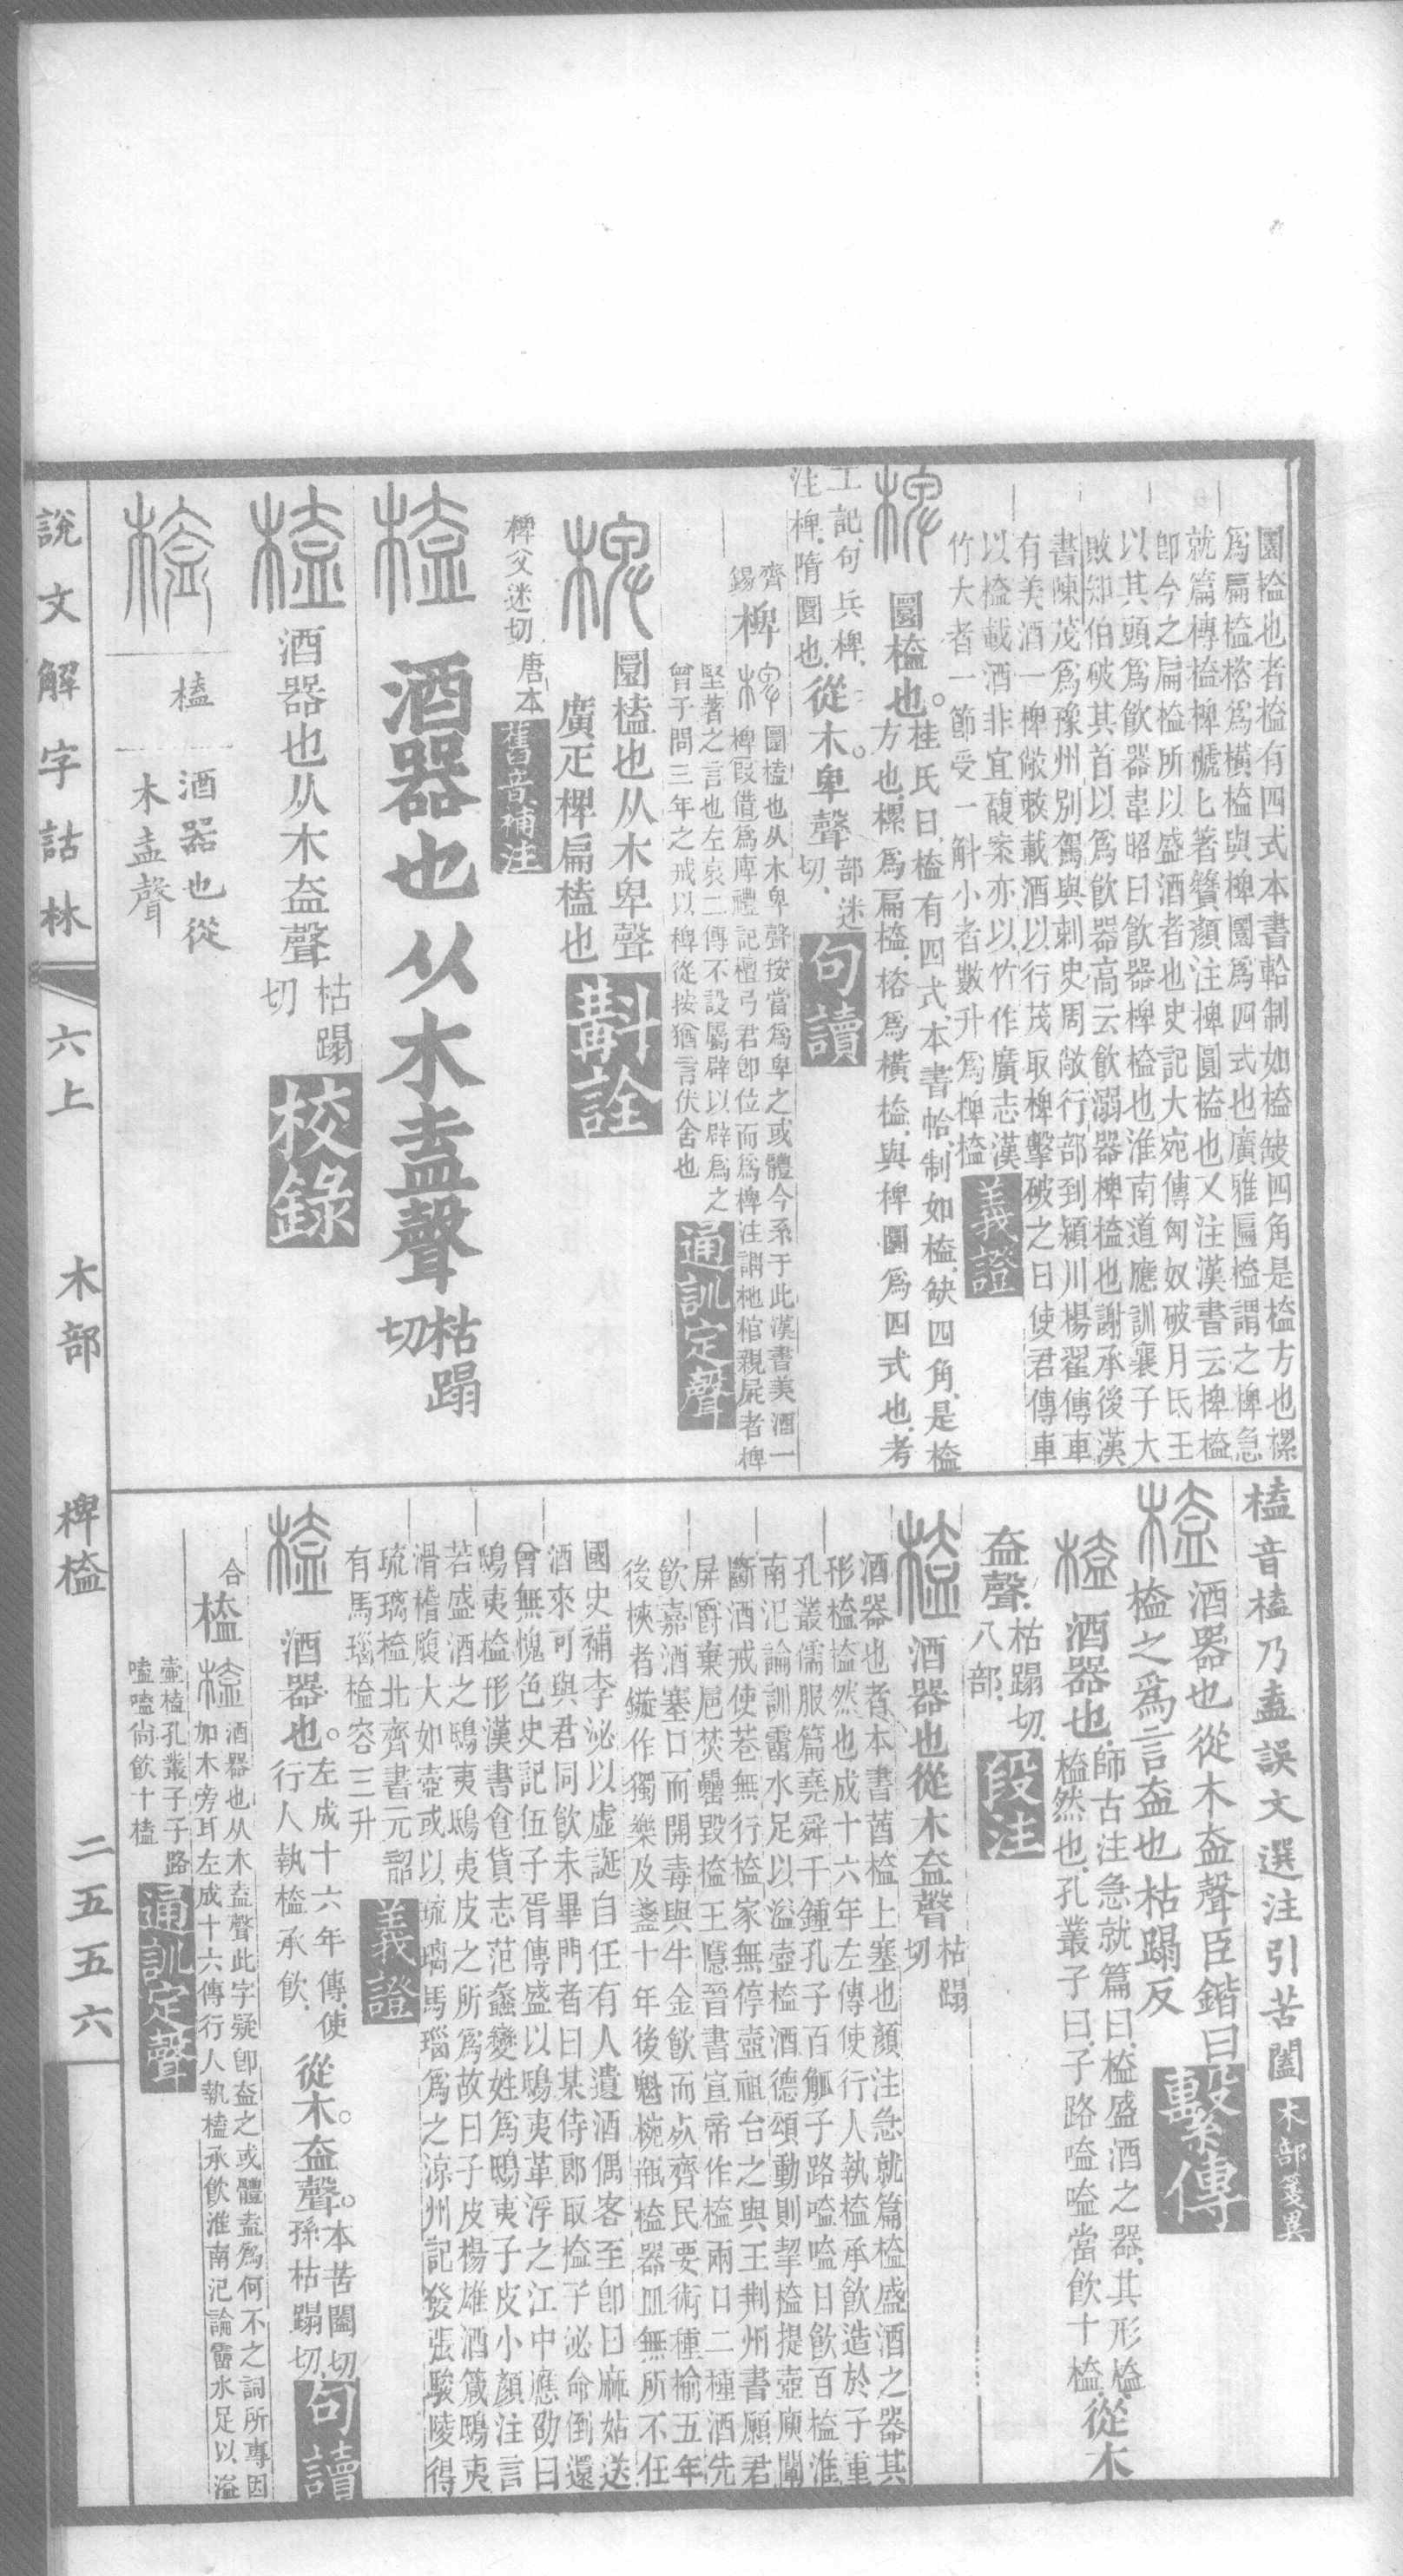 圜榼也者榼有四式本書䡞制如榼缺四角是榼方也㯿
爲扁榼㭘爲橫榼與椑圜爲四式也廣雅匾榼謂之椑急
就篇槫榼椑榹匕箸籫顏注椑圓榼也又注漢書云椑榼
卽今之扁榼所以盛酒者也史記大宛傳匈奴破月氏王
以其頭爲飮器韋昭曰飮器椑榼也淮南道應訓襄子大
敗知伯破其首以爲飮器高云飮溺器椑榼也謝承後漢
書陳茂爲豫州別駕與刺史周敞行部到潁川楊翟傳車
有美酒一椑敞敕載酒以行茂取椑擊破之曰使君傳車
以榼載酒非宜馥案亦以竹作廣志漢
竹大者一節受一斛小者數升爲椑榼
義證
圜榼也。
桂氏曰榼有四式本書㭘制如榼缺四角是榼
方也㯿爲扁榼㭘爲橫榼與椑圜爲四式也考
工記句兵椑
注椑隋圜也
從木。卑聲
部迷
切
句讀
齊
錫
椑
圜榼也从木卑聲按當爲卑之或體今系于此漢書美酒一
椑叚借爲庳禮記檀弓君卽位而爲椑注謂杝棺親屍者椑
堅著之言也左哀二傳不設屬辟以辟爲之
曾子問三年之戒以椑從按猶言伏舍也
通訓定聲
圜榼也从木卑聲
廣疋椑扁榼也
斠詮
椑父迷切
唐本
舊音補注
酒器也从木盍聲
枯蹋
切
酒器也从木盇聲
枯蹋
切
校錄
榼
酒器也從
木盍聲
說文解字詁林
六上
木部
椑榼
二五五六
榼音榼乃盍誤文選注引苦闔
木部箋異
酒器也從木盇聲臣鍇曰
榼之爲言盇也枯蹋反
繫傳
酒器也
師古注急就篇曰榼盛酒之器其形榼
榼然也孔叢子曰子路嗑嗑當飮十榼
從木
盇聲
枯蹋切
八部
段注
酒器也從木盇聲
枯蹋
切
酒器也者本書茜榼上塞也顏注急就篇榼盛酒之器其
形榼榼然也成十六年左傳使行人執榼承飮造於子重
孔叢儒服篇堯舜千鍾孔子百觚子路嗑嗑日飮百榼淮
南氾論訓霤水足以溢壺榼酒德頌動則挈榼提壺庾闡
斷酒戒使巷無行榼家無停壺祖台之與王荆州書願君
屏爵棄巵焚罍毀榼王隱晉書宣帝作榼兩口二種酒先
飮嘉酒塞口而開毒與牛金飮而死齊民要術種榆五年
後梜者鏇作獨樂及盞十年後魁椀瓶榼器皿無所不任
國史補李泌以虛誕自任有人遺酒偶客至卽曰麻姑送
酒來可與君同飮未畢門者曰某侍郞取榼子泌命倒還
曾無愧色史記伍子胥傳盛以鴟夷革浮之江中應劭曰
鴟夷榼形漢書食貨志范蠡變姓爲鴟夷子皮小顏注言
若盛酒之鴟夷鴟夷皮之所爲故曰子皮楊雄酒箴鴟夷
滑稽腹大如壺或以琉璃馬瑙爲之凉州記發張駿陵得
琉璃榼北齊書元韶
有馬瑙榼容三升
義證
酒器也。
左成十六年傳使
行人執榼承飮
從木。盇聲。
本苦闔切
孫枯蹋切
句讀
合
榼
酒器也从木盍聲此字疑卽盇之或體盍爲何不之詞所專因
加木旁耳左成十六傳行人執榼承飮淮南氾論霤水足以溢
壺榼孔叢子子路
嗑嗑尙飮十榼
通訓定聲